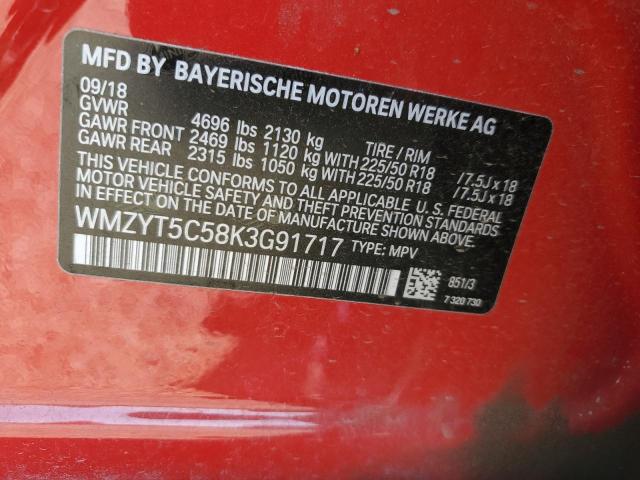 MFD BY BAYERISCHE MOTOREN WERKE AG
09/18
GVWR 4696 lbs 2130 kg TIRE / RIM
GAWR FRONT 2469 lbs 1120 kg WITH 225/50 R18 /7.5J x 18
GAWR REAR 2315 lbs 1050 kg WITH 225/50 R18 /7.5J x 18
THIS VEHICLE CONFORMS TO ALL APPLICABLE U.S. FEDERAL
MOTOR VEHICLE SAFETY AND THEFT PREVENTION STANDARDS
IN EFFECT ON THE DATE OF MANUFACTURE SHOWN ABOVE.
WMZYT5C58K3G91717 TYPE: MPV
851/3
7 320 730